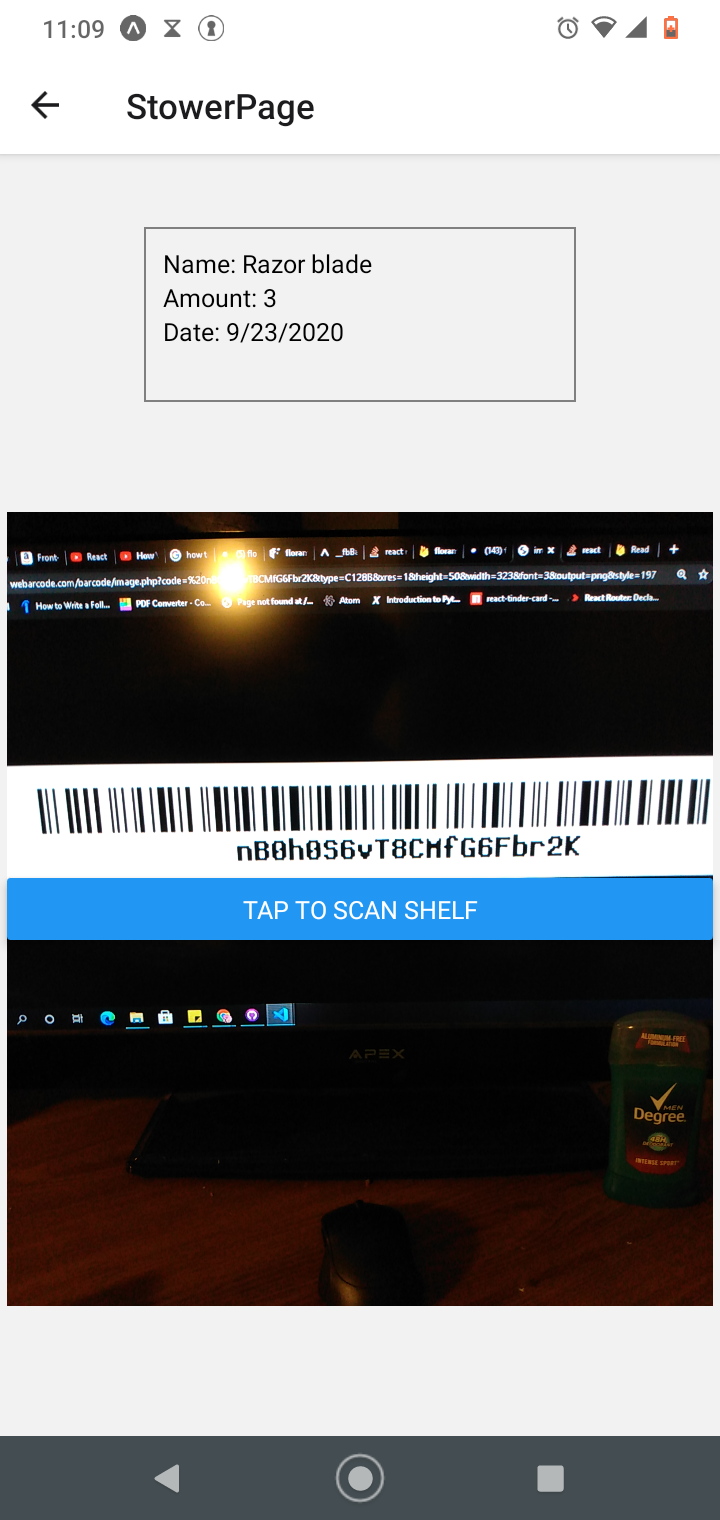 11:09
StowerPage
Name: Razor blade
Amount: 3
Date: 9/23/2020
Front- React How how t flo floran _fbB: react floran (143) im X react Read +
webarcode.com/barcode/image.php?code=%20n TBCMfG6Fbr2K&type=C128B&xres=1&height=50&width=323&font=3&output=png&style=197
How to Write a Foll... PDF Converter - Co... Page not found at /... Atom Introduction to Pyt... react-tinder-card -... React Router: Decla...
nB0h0S6vT8CMfG6Fbr2K
TAP TO SCAN SHELF
APEX
ALUMINUM-FREE
FORMULATION
MEN
Degree
48H
INTENSE SPORT